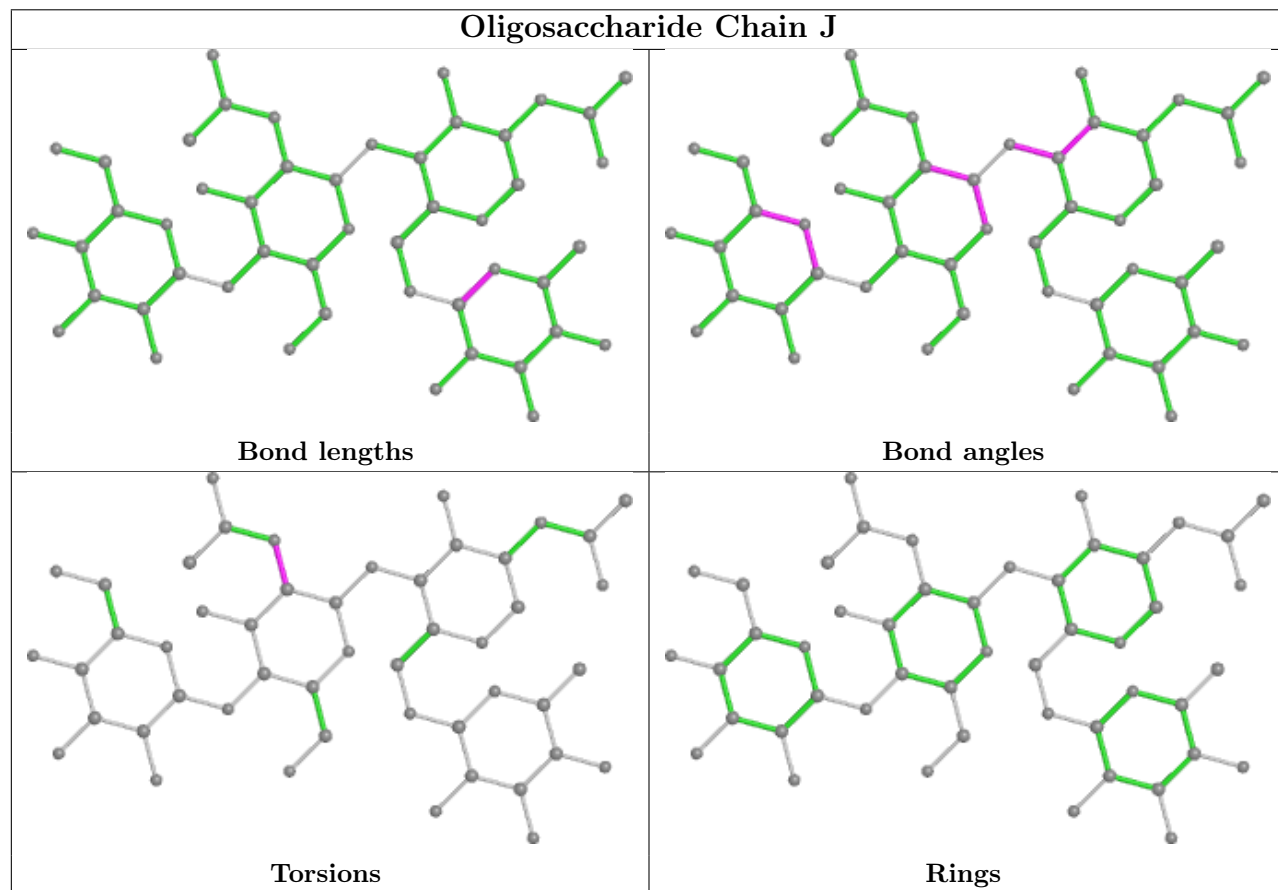 Oligosaccharide Chain J
Bond lengths
Bond angles
Torsions
Rings